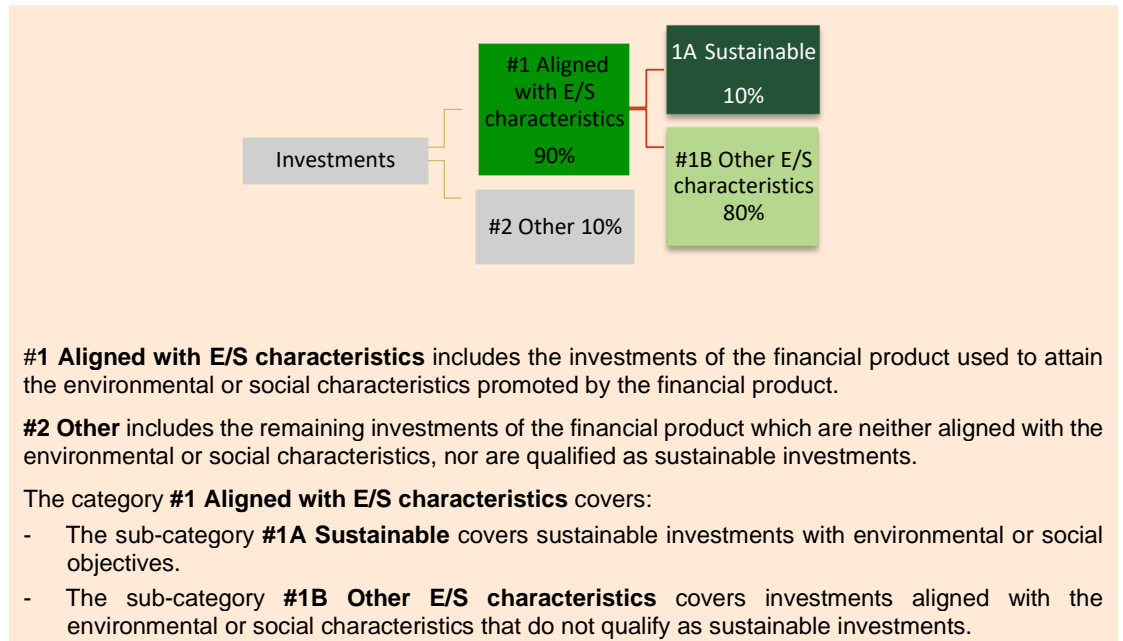 #1 Aligned
with E/S
characteristics
90%
1A Sustainable
10%
Investments
#1B Other E/S
characteristics
80%
#2 Other 10%
#1 Aligned with E/S characteristics includes the investments of the financial product used to attain
the environmental or social characteristics promoted by the financial product.
#2 Other includes the remaining investments of the financial product which are neither aligned with the
environmental or social characteristics, nor are qualified as sustainable investments.
The category #1 Aligned with E/S characteristics covers:
- The sub-category #1A Sustainable covers sustainable investments with environmental or social
objectives.
- The sub-category #1B Other E/S characteristics covers investments aligned with the
environmental or social characteristics that do not qualify as sustainable investments.